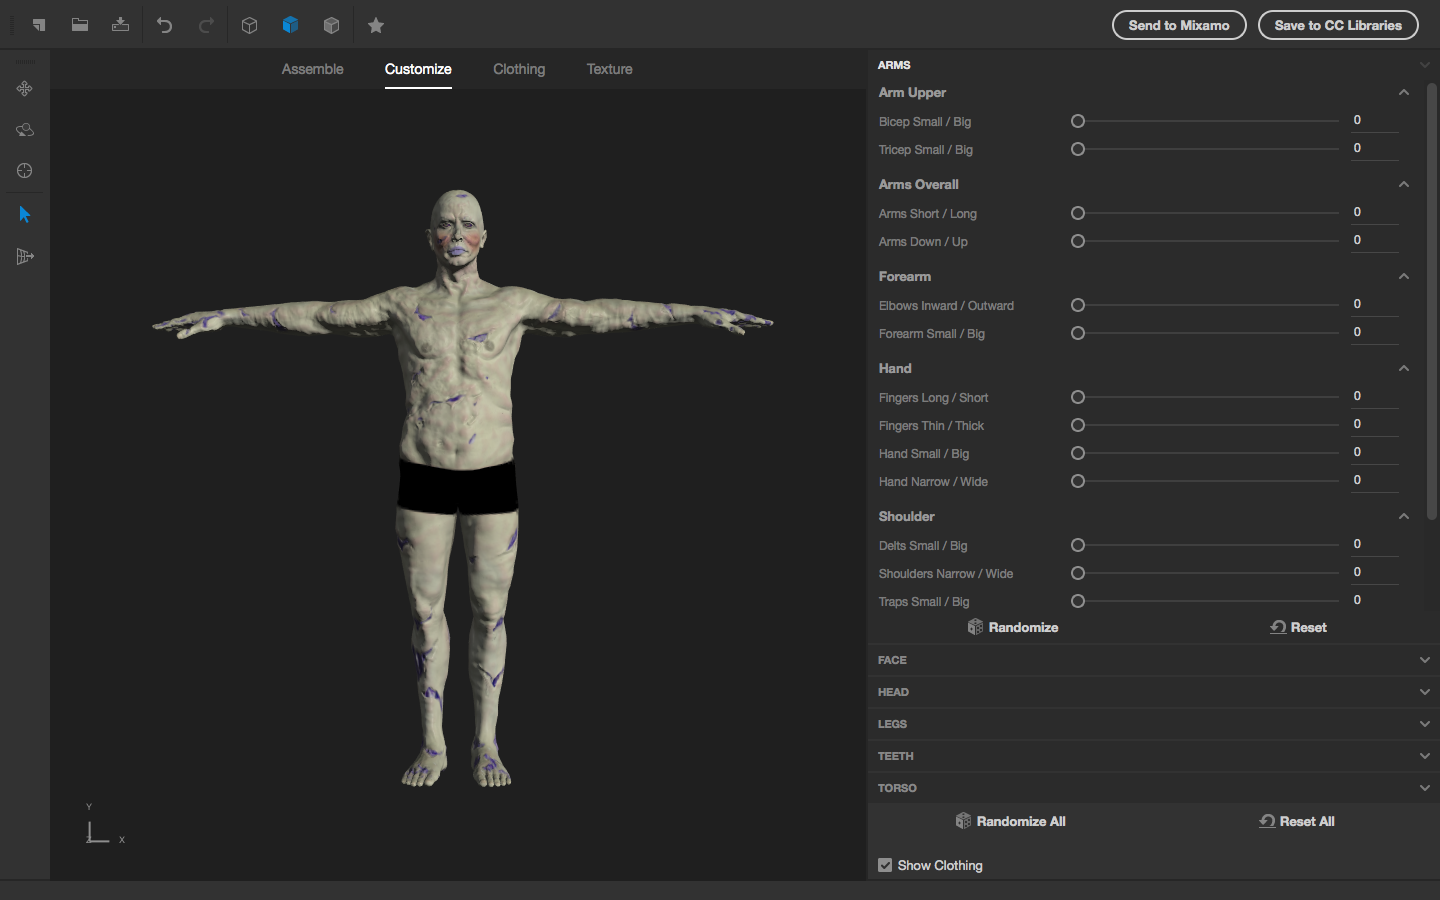 Send to Mixamo
Save to CC Libraries
Assemble
Customize
Clothing
Texture
ARMS
Arm Upper
Bicep Small / Big 0
Tricep Small / Big 0
Arms Overall
Arms Short / Long 0
Arms Down / Up 0
Forearm
Elbows Inward / Outward 0
Forearm Small / Big 0
Hand
Fingers Long / Short 0
Fingers Thin / Thick 0
Hand Small / Big 0
Hand Narrow / Wide 0
Shoulder
Delts Small / Big 0
Shoulders Narrow / Wide 0
Traps Small / Big 0
Randomize
Reset
FACE
HEAD
LEGS
TEETH
TORSO
Randomize All
Reset All
Show Clothing
Y
Z
X